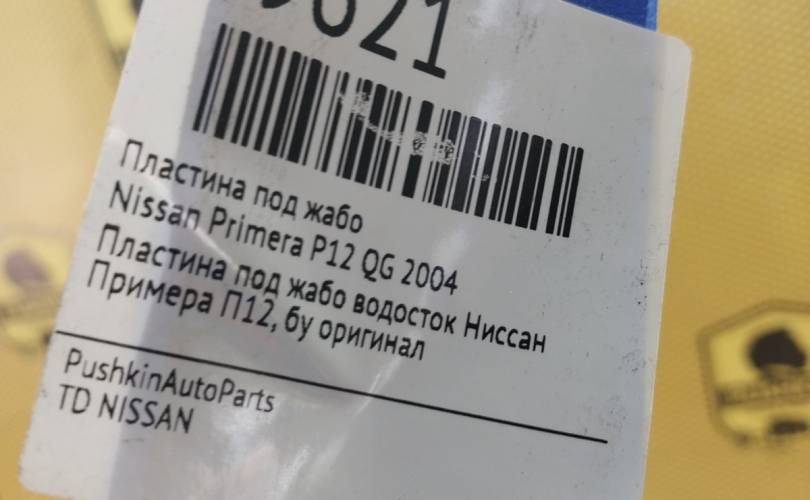 9621
Пластина под жабо
Nissan Primera P12 QG 2004
Пластина под жабо водосток Ниссан
Примера П12, бу оригинал
PushkinAutoParts
TD NISSAN